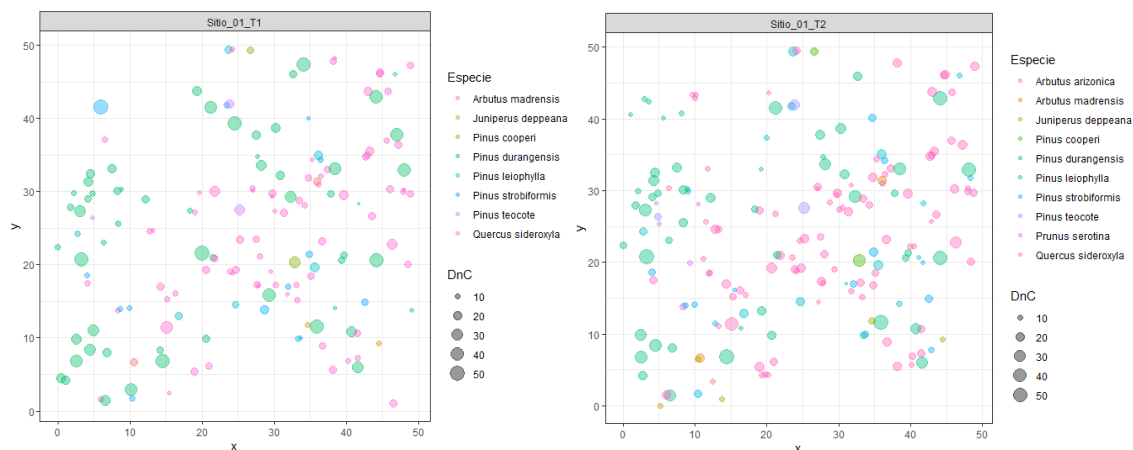 Sitio_01_T1
50
40
30
20
10
0
y
0 10 20 30 40 50
x
Especie
Arbutus madrensis
Juniperus deppeana
Pinus cooperi
Pinus durangensis
Pinus leiophylla
Pinus strobiformis
Pinus teocote
Quercus sideroxyla
DnC
10
20
30
40
50
Sitio_01_T2
50
40
30
20
10
0
y
0 10 20 30 40 50
x
Especie
Arbutus arizonica
Arbutus madrensis
Juniperus deppeana
Pinus cooperi
Pinus durangensis
Pinus leiophylla
Pinus strobiformis
Pinus teocote
Prunus serotina
Quercus sideroxyla
DnC
10
20
30
40
50